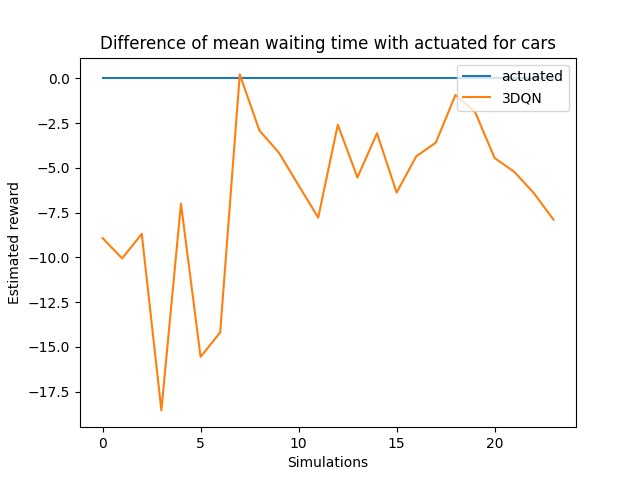 Difference of mean waiting time with actuated for cars
actuated
3DQN
0.0
−2.5
−5.0
−7.5
−10.0
−12.5
−15.0
−17.5
Estimated reward
0 5 10 15 20
Simulations